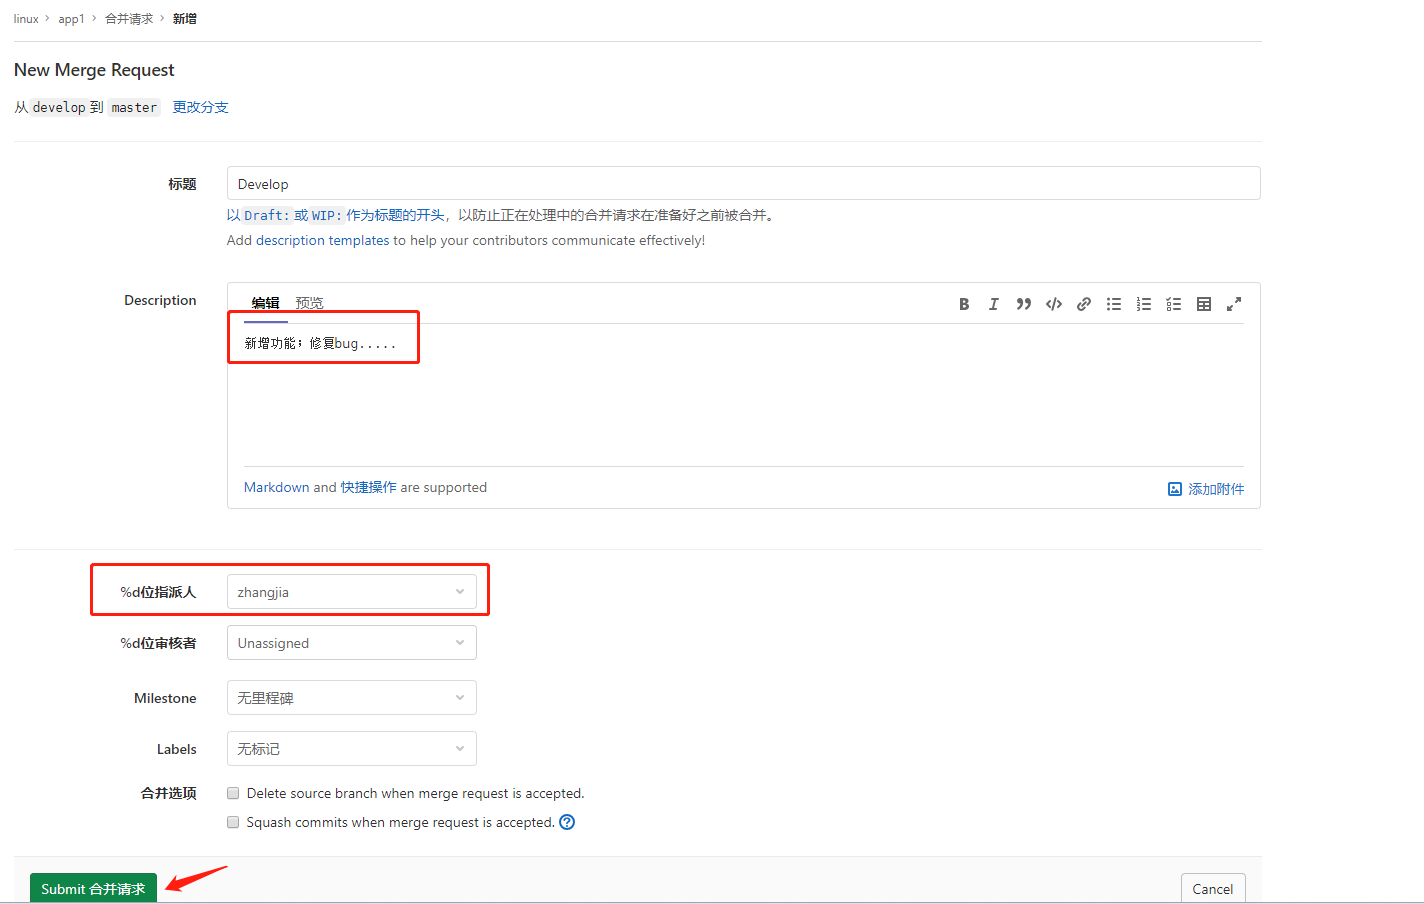 linux > app1 > 合并请求 > 新增
New Merge Request
从 develop 到 master 更改分支
标题 Develop
以 Draft: 或 WIP: 作为标题的开头，以防止正在处理中的合并请求在准备好之前被合并。
Add description templates to help your contributors communicate effectively!
Description 编辑 预览
新增功能；修复bug.....
Markdown and 快捷操作 are supported 添加附件
%d位指派人 zhangjia
%d位审核者 Unassigned
Milestone 无里程碑
Labels 无标记
合并选项 Delete source branch when merge request is accepted.
Squash commits when merge request is accepted.
Submit 合并请求 Cancel